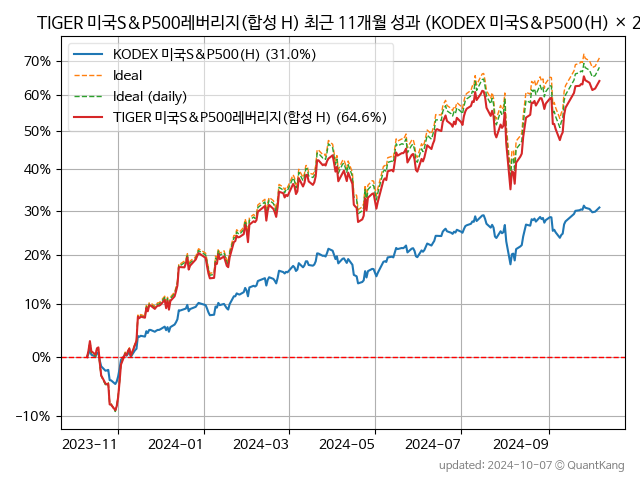 TIGER 미국S&P500레버리지(합성 H) 최근 11개월 성과 (KODEX 미국S&P500(H) × 2
KODEX 미국S&P500(H) (31.0%)
Ideal
Ideal (daily)
TIGER 미국S&P500레버리지(합성 H) (64.6%)
70%
60%
50%
40%
30%
20%
10%
0%
−10%
2023-11 2024-01 2024-03 2024-05 2024-07 2024-09
updated: 2024-10-07 © QuantKang